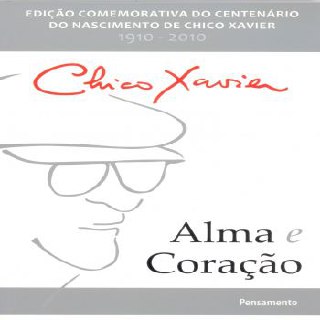 EDIÇÃO COMEMORATIVA DO CENTENÁRIO
DO NASCIMENTO DE CHICO XAVIER
1910 - 2010
Chico Xavier
Alma e
Coração
Pensamento